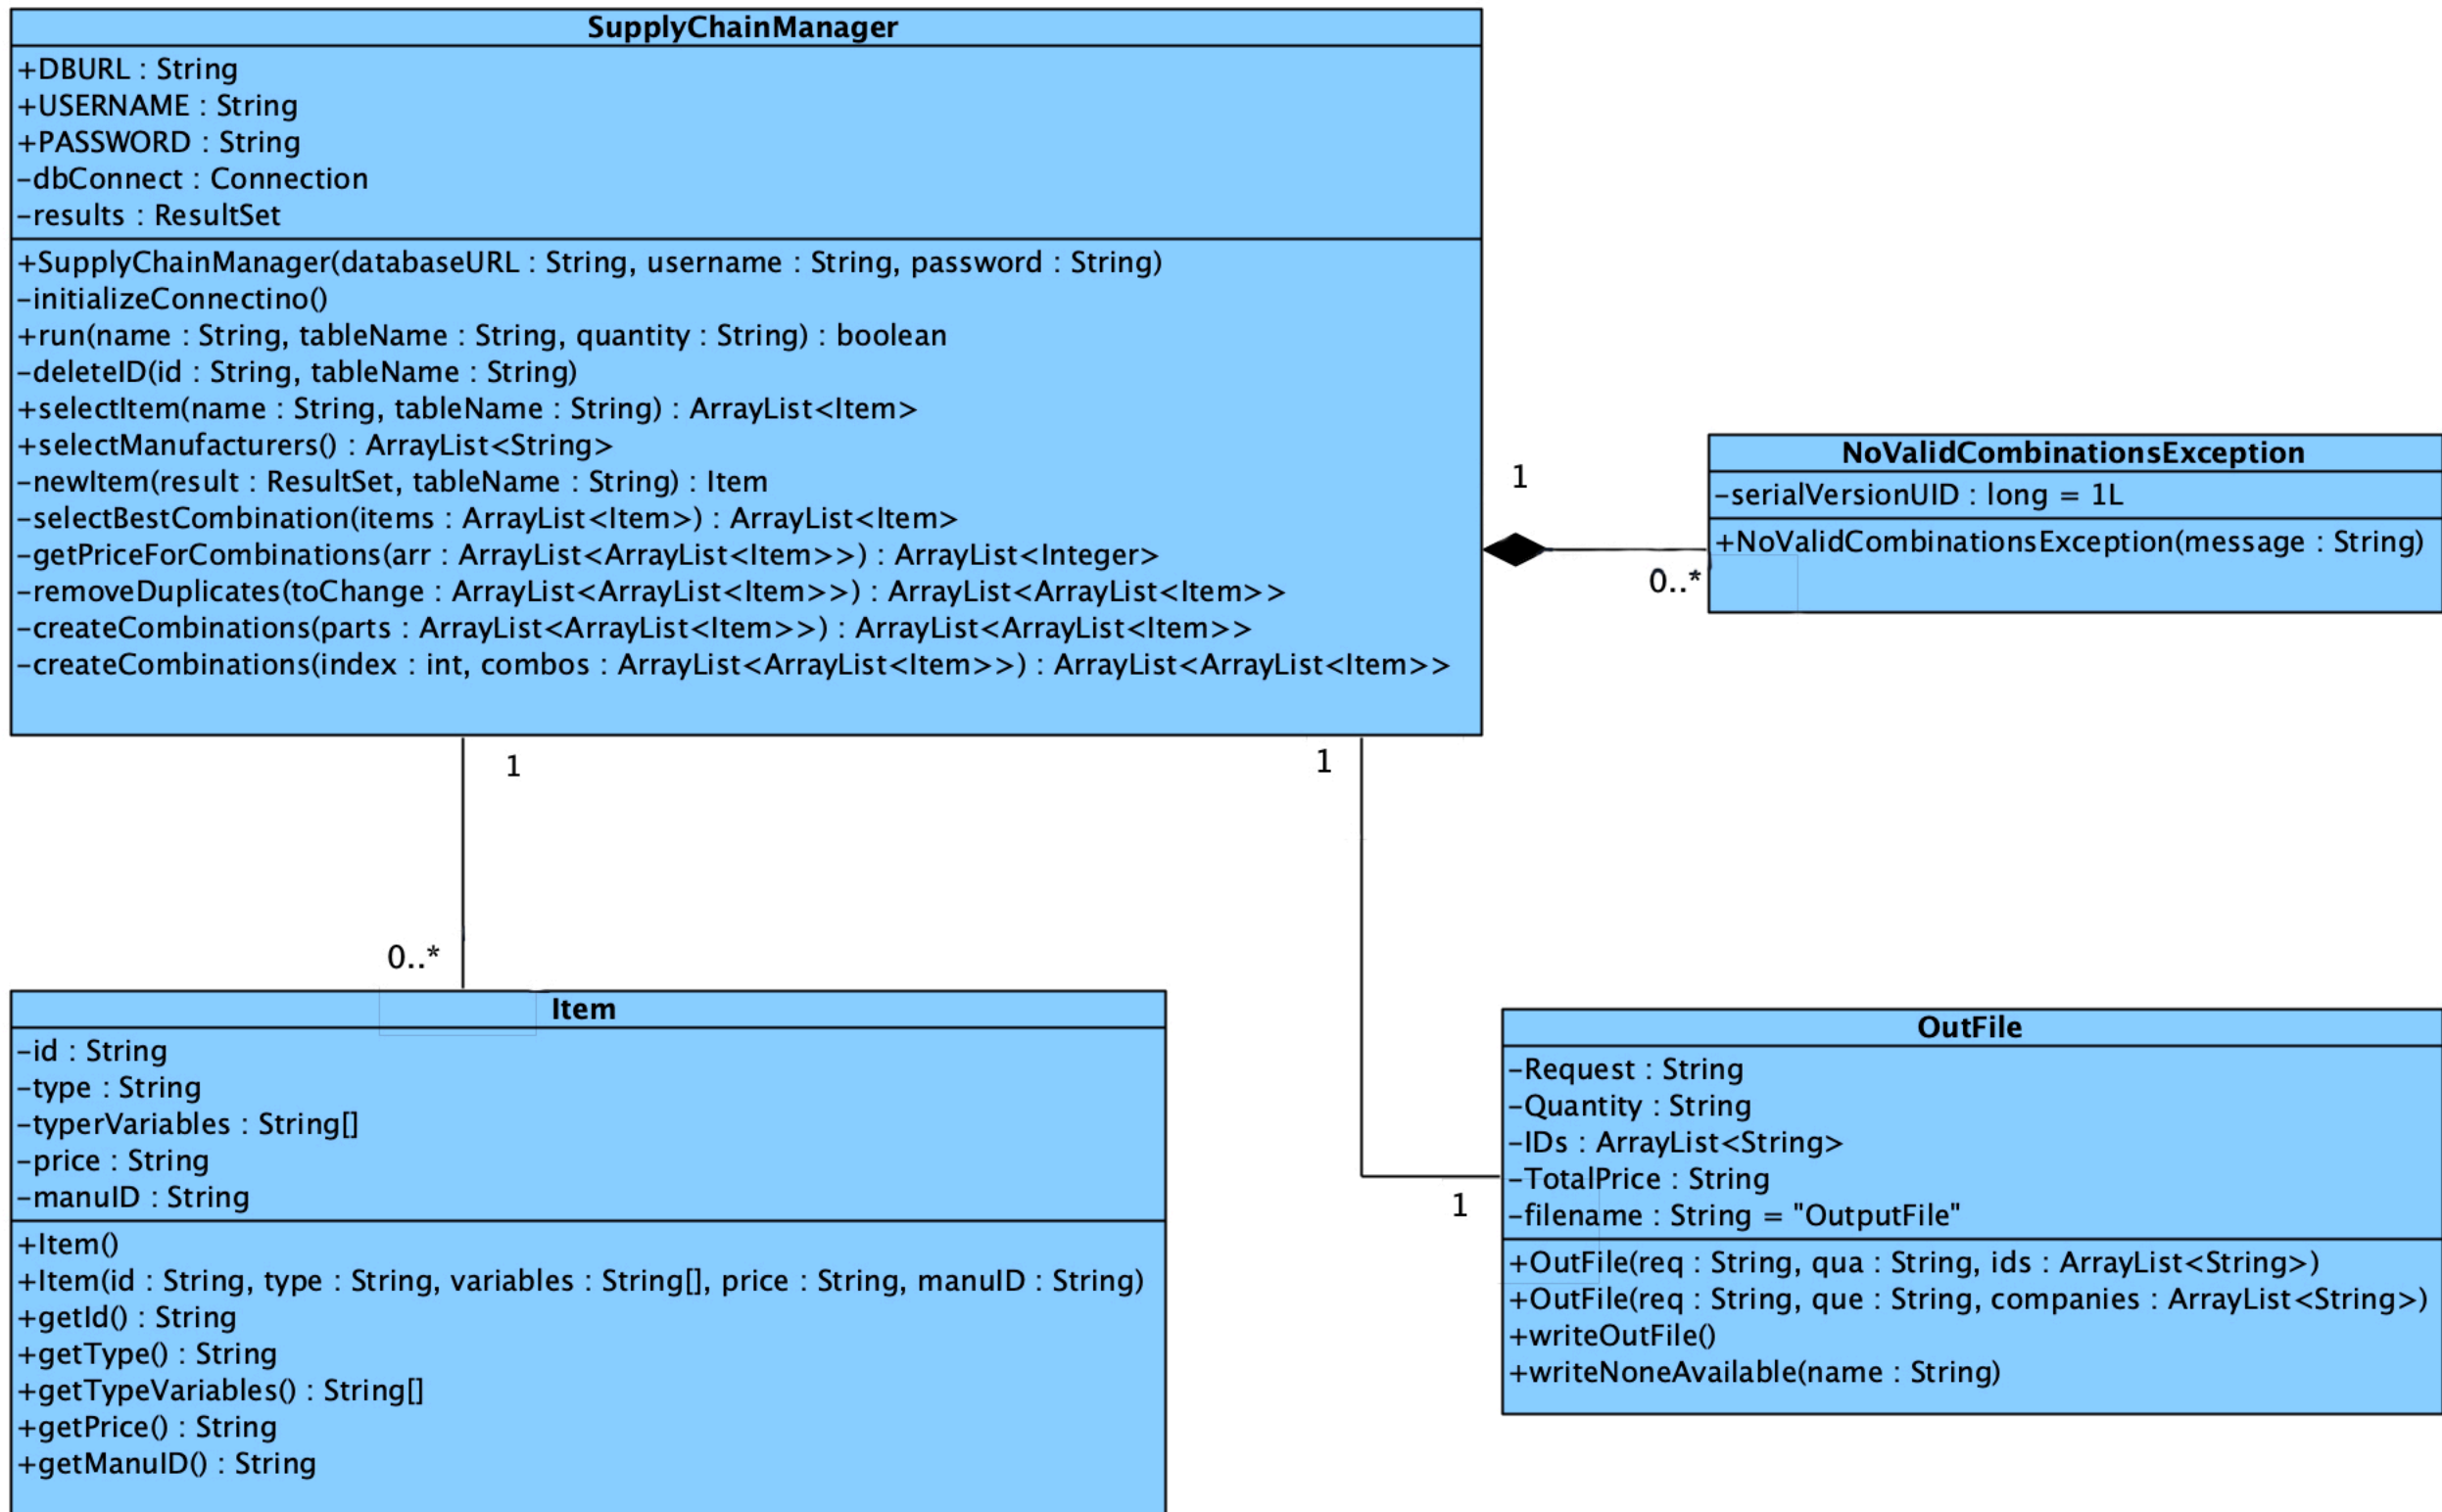 SupplyChainManager
+DBURL : String
+USERNAME : String
+PASSWORD : String
-dbConnect : Connection
-results : ResultSet
+SupplyChainManager(databaseURL : String, username : String, password : String)
-initializeConnectino()
+run(name : String, tableName : String, quantity : String) : boolean
-deleteID(id : String, tableName : String)
+selectItem(name : String, tableName : String) : ArrayList<Item>
+selectManufacturers() : ArrayList<String>
-newItem(result : ResultSet, tableName : String) : Item
-selectBestCombination(items : ArrayList<Item>) : ArrayList<Item>
-getPriceForCombinations(arr : ArrayList<ArrayList<Item>>) : ArrayList<Integer>
-removeDuplicates(toChange : ArrayList<ArrayList<Item>>) : ArrayList<ArrayList<Item>>
-createCombinations(parts : ArrayList<ArrayList<Item>>) : ArrayList<ArrayList<Item>>
-createCombinations(index : int, combos : ArrayList<ArrayList<Item>>) : ArrayList<ArrayList<Item>>
1
0..*
NoValidCombinationsException
-serialVersionUID : long = 1L
+NoValidCombinationsException(message : String)
1
0..*
1
1
Item
-id : String
-type : String
-typerVariables : String[]
-price : String
-manuID : String
+Item()
+Item(id : String, type : String, variables : String[], price : String, manuID : String)
+getId() : String
+getType() : String
+getTypeVariables() : String[]
+getPrice() : String
+getManuID() : String
OutFile
-Request : String
-Quantity : String
-IDs : ArrayList<String>
-TotalPrice : String
-filename : String = "OutputFile"
+OutFile(req : String, qua : String, ids : ArrayList<String>)
+OutFile(req : String, que : String, companies : ArrayList<String>)
+writeOutFile()
+writeNoneAvailable(name : String)